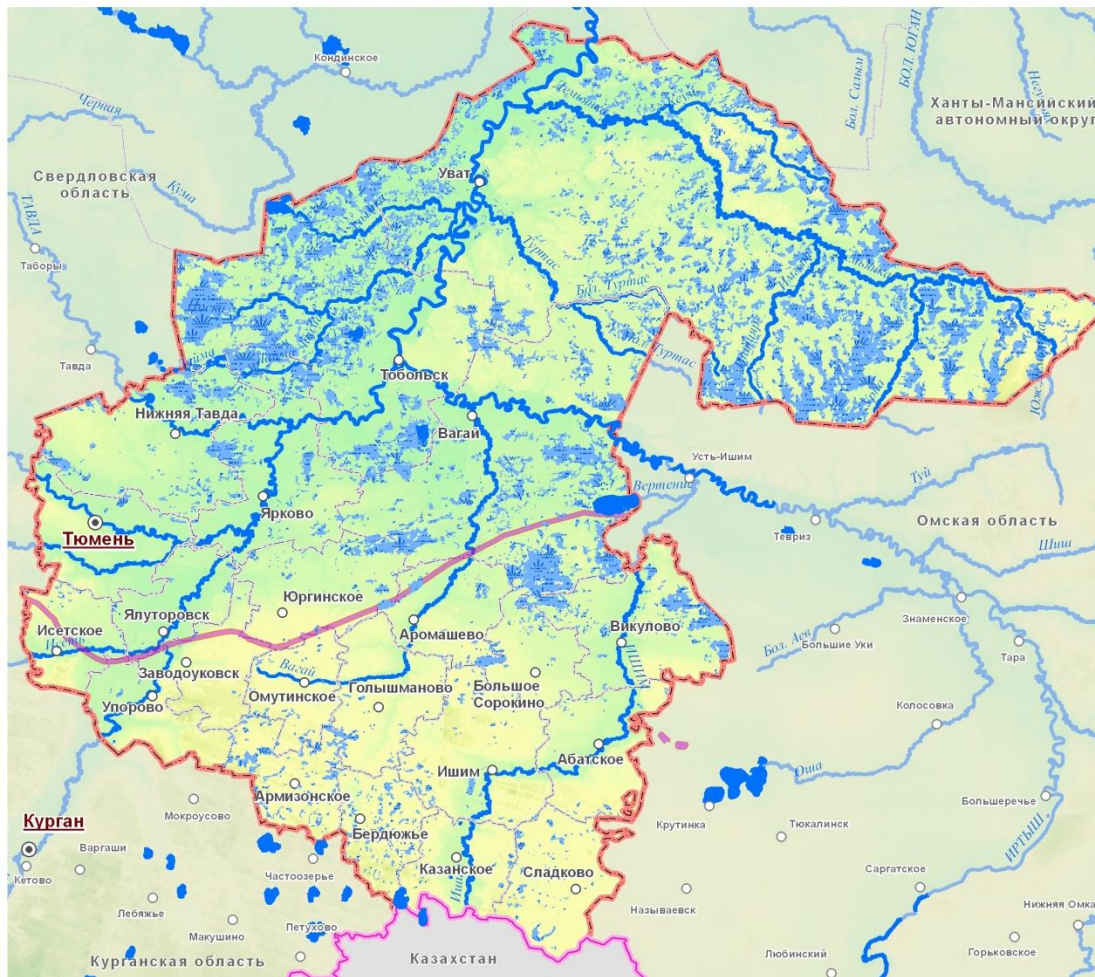 Кондинское
Черная
Бол. Салым
БОЛ. ЮГАН
Ханты-Мансийский
автономный округ
Свердловская
область
Кума
ТАВДА
Уват
Таборы
Туртас
Бол. Туртас
Туртас
Тавда
Тобольск
Нижняя Тавда
Вагай
Усть-Ишим
Вертенис
Туй
Ярково
Тюмень
Тевриз
Омская область
Шиш
Юргинское
Ялуторовск
Аромашево
Викулово
Знаменское
Исетское
Исеть
Бол. Аев
Большие Уки
Тара
Заводоуковск
Вагай
Омутинское
Голышманово
Большое
Сорокино
ИШИМ
Упорово
Колосовка
Абатское
Ишим
Оша
Армизонское
Большеречье
Мокроусово
Бердюжье
Крутинка
Тюкалинск
ИРТЫШ
Курган
Варгаши
Частоозерье
Казанское
Сладково
Саргатское
Кетово
Лебяжье
Называевск
Макушино
Петухово
Нижняя Омка
Курганская область
Казахстан
Любинский
Горьковское